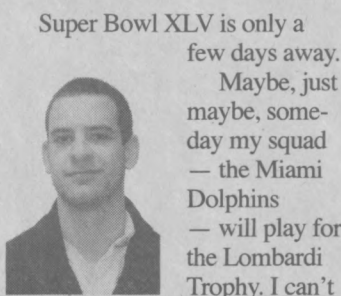 Super Bowl XLV is only a
few days away.
Maybe, just
maybe, some-
day my squad
— the Miami
Dolphins
— will play for
the Lombardi
Trophy. I can't